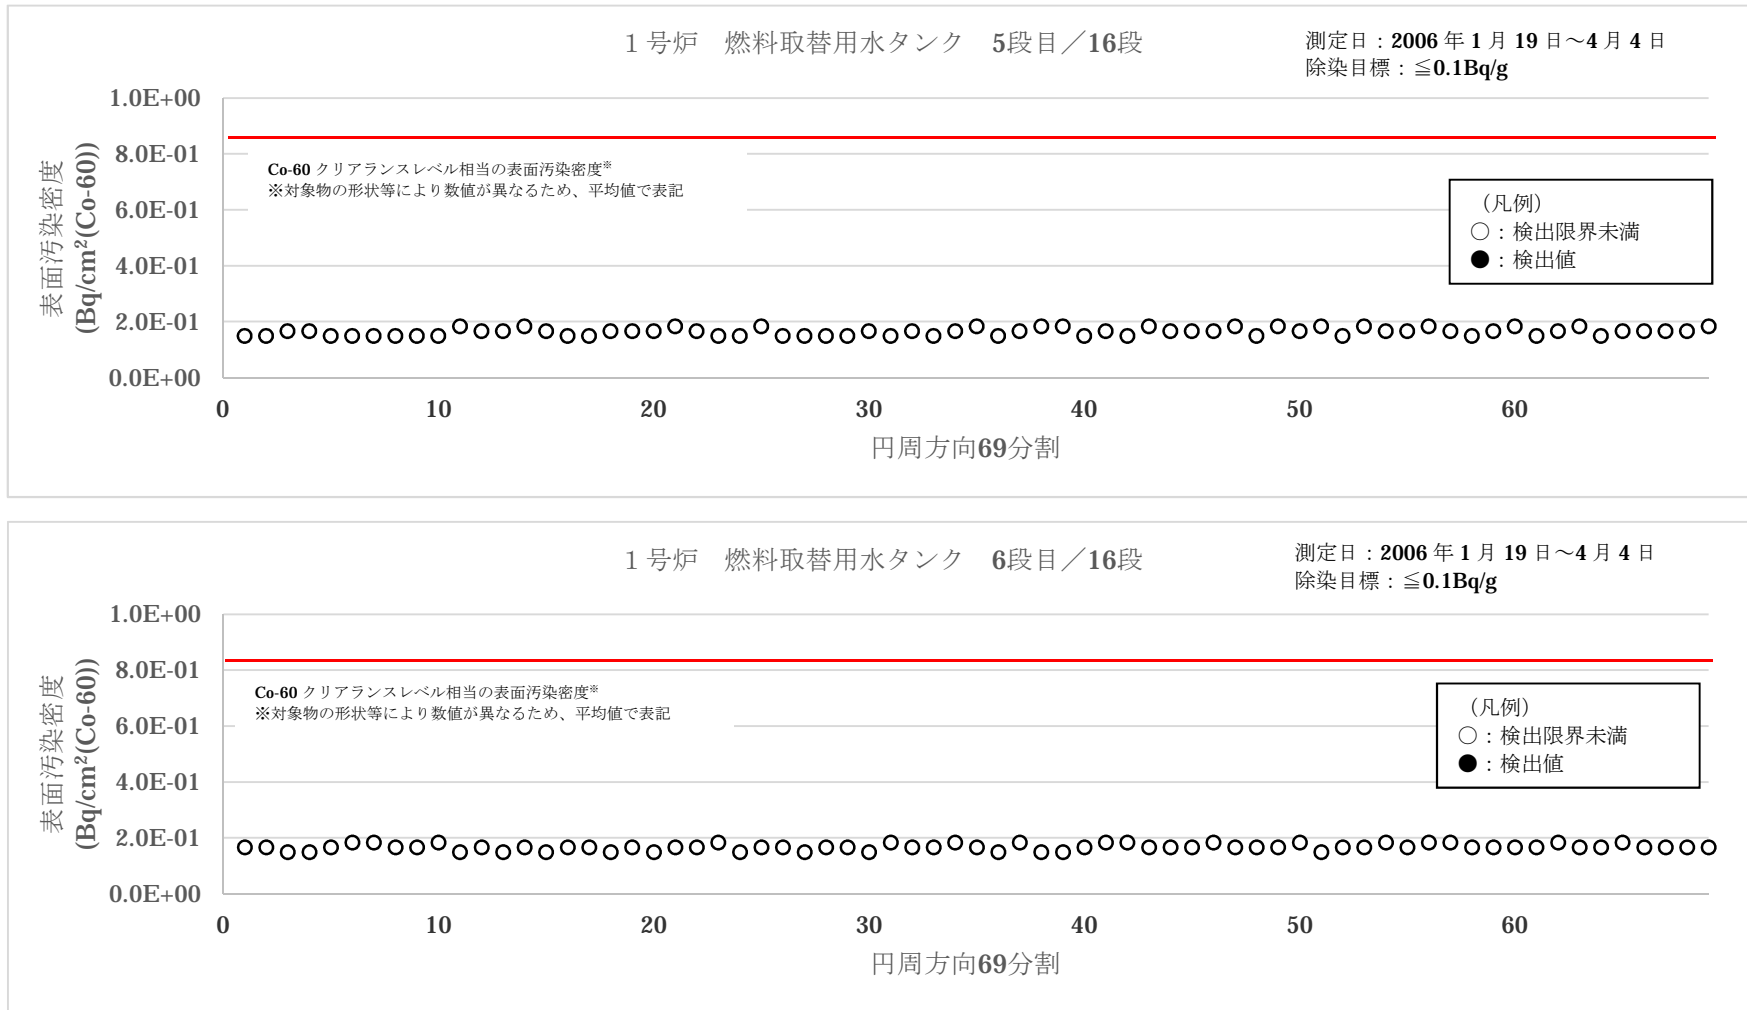 １号炉　燃料取替用水タンク　5段目／16段
測定日：2006 年 1 月 19 日～4 月 4 日
除染目標：≦0.1Bq/g
表面汚染密度
(Bq/cm²(Co-60))
1.0E+00
8.0E-01
6.0E-01
4.0E-01
2.0E-01
0.0E+00
Co-60 クリアランスレベル相当の表面汚染密度※
※対象物の形状等により数値が異なるため、平均値で表記
（凡例）
○：検出限界未満
●：検出値
0 10 20 30 40 50 60
円周方向69分割
１号炉　燃料取替用水タンク　6段目／16段
測定日：2006 年 1 月 19 日～4 月 4 日
除染目標：≦0.1Bq/g
表面汚染密度
(Bq/cm²(Co-60))
1.0E+00
8.0E-01
6.0E-01
4.0E-01
2.0E-01
0.0E+00
Co-60 クリアランスレベル相当の表面汚染密度※
※対象物の形状等により数値が異なるため、平均値で表記
（凡例）
○：検出限界未満
●：検出値
0 10 20 30 40 50 60
円周方向69分割